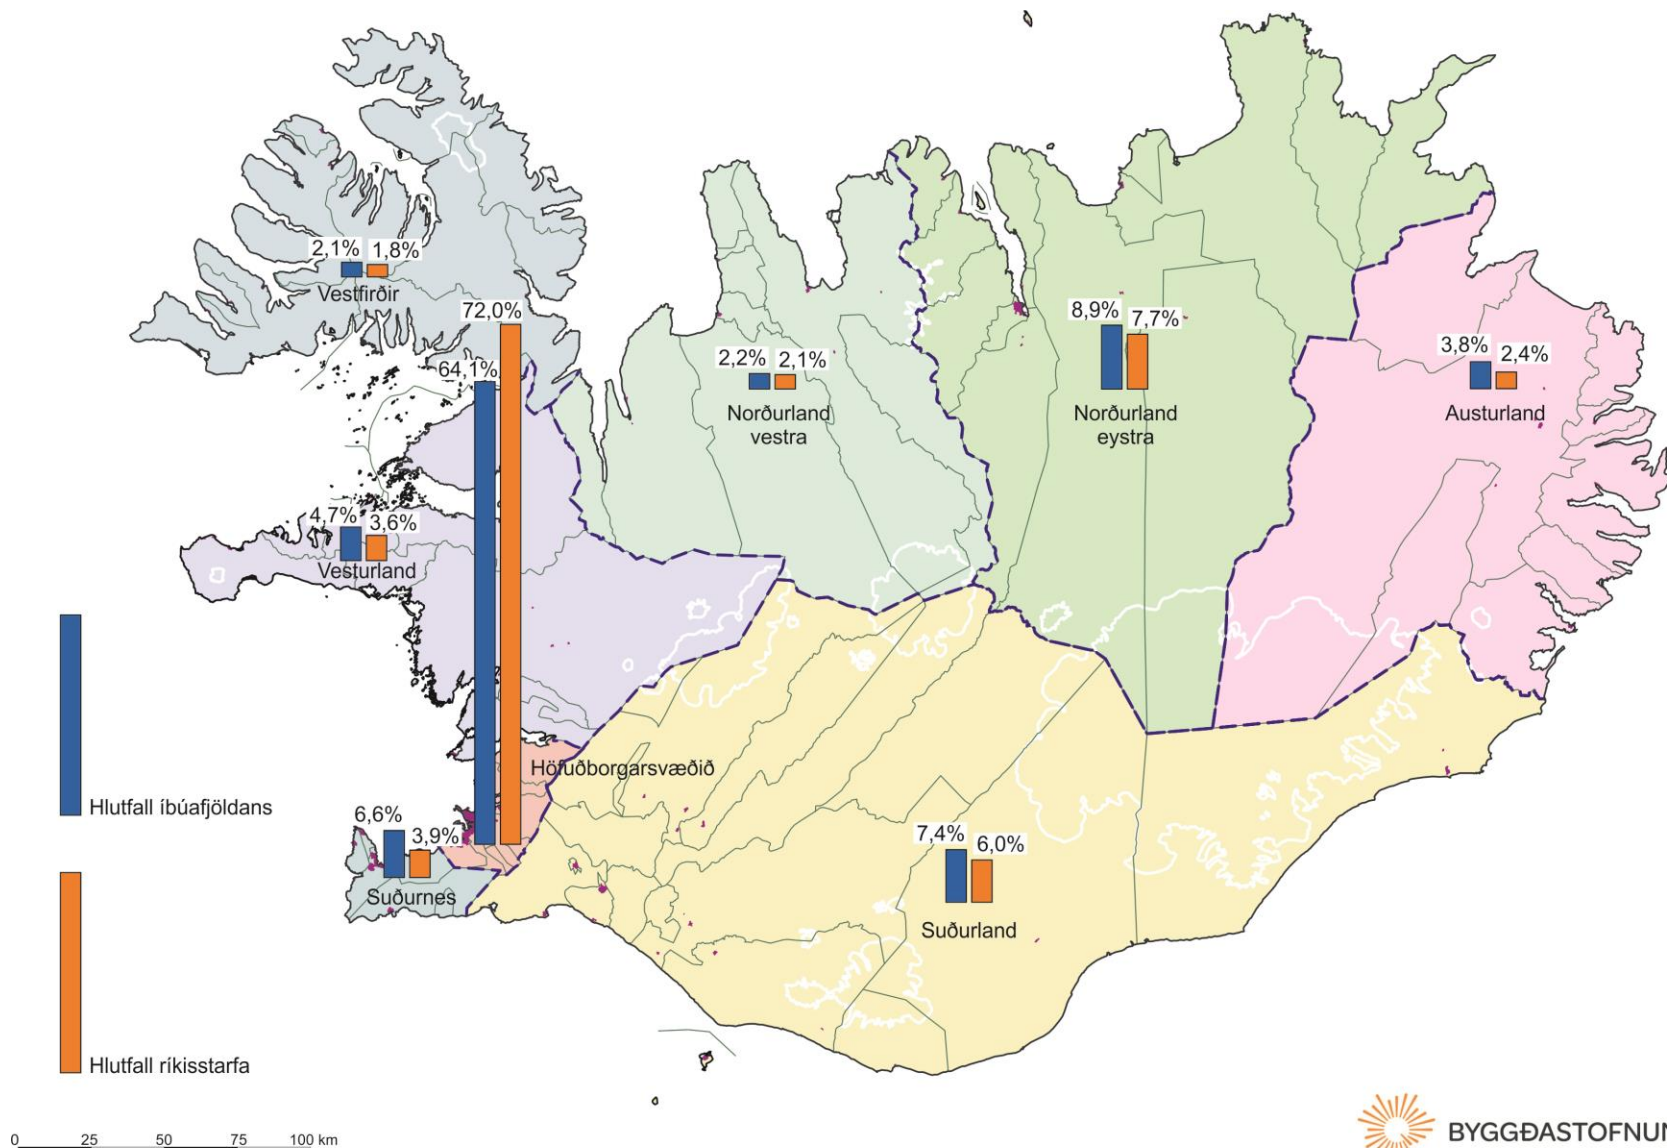 2,1%
1,8%
Vestfirðir
72,0%
64,1%
2,2%
2,1%
Norðurland
vestra
8,9%
7,7%
Norðurland
eystra
3,8%
2,4%
Austurland
4,7%
3,6%
Vesturland
Höfuðborgarsvæðið
Hlutfall íbúafjöldans
6,6%
3,9%
Suðurnes
7,4%
6,0%
Suðurland
Hlutfall ríkisstarfa
0 25 50 75 100 km
BYGGÐASTOFNUN